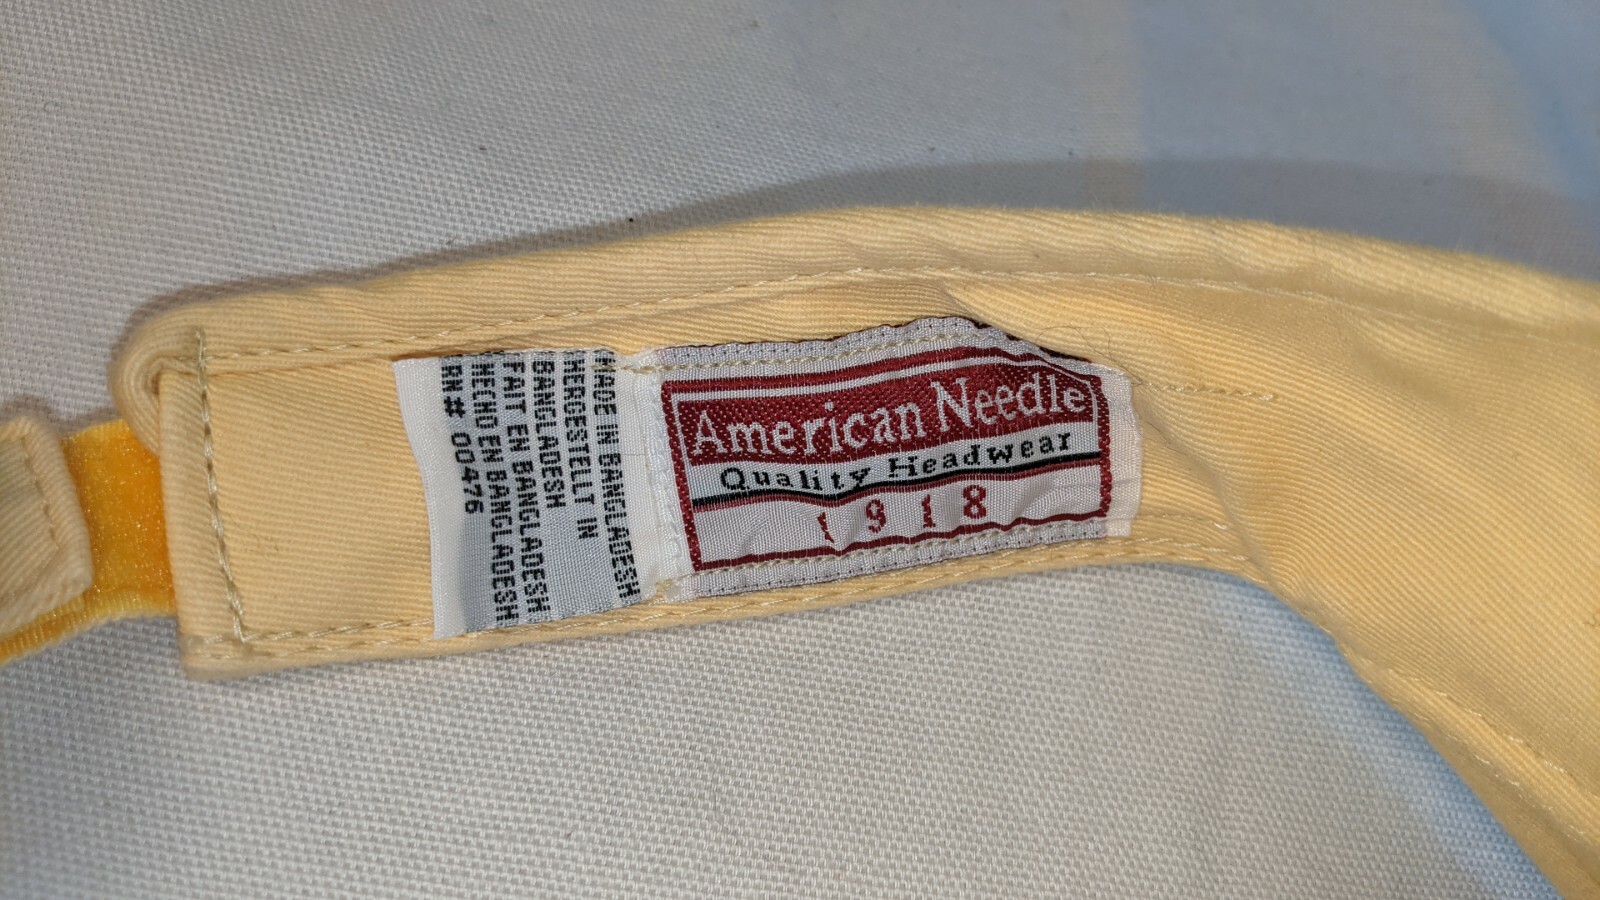 American Needle
Quality Headwear
1918
MADE IN BANGLADESH
HERGESTELLT IN
BANGLADESH
FAIT EN BANGLADESH
HECHO EN BANGLADESH
RN# 00476